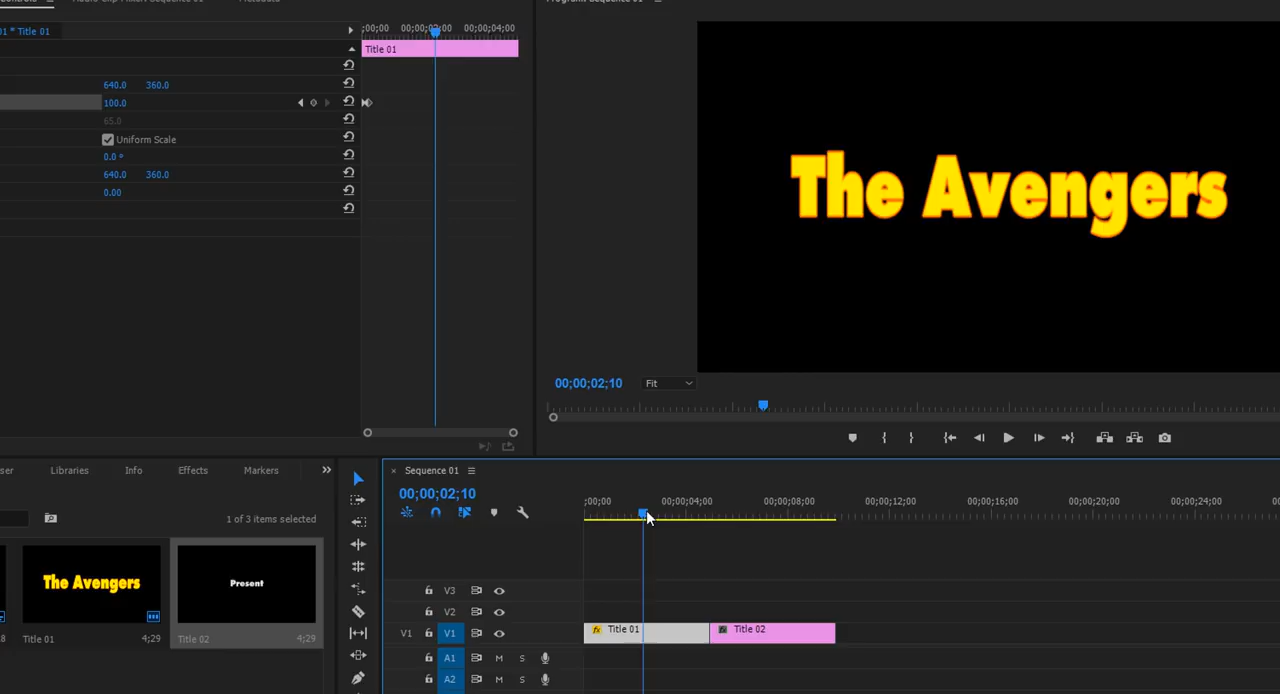 01 * Title 01
;00;00 00;00;02;00 00;00;04;00
Title 01
640.0 360.0
100.0
65.0
Uniform Scale
0.0 °
640.0 360.0
0.00
The Avengers
00;00;02;10 Fit
ser Libraries Info Effects Markers
1 of 3 items selected
The Avengers
Present
8 Title 01 4;29 Title 02 4;29
× Sequence 01
00;00;02;10
;00;00 00;00;04;00 00;00;08;00 00;00;12;00 00;00;16;00 00;00;20;00 00;00;24;00
V3
V2
V1 V1 fx Title 01 Title 02
A1 M S
A2 M S